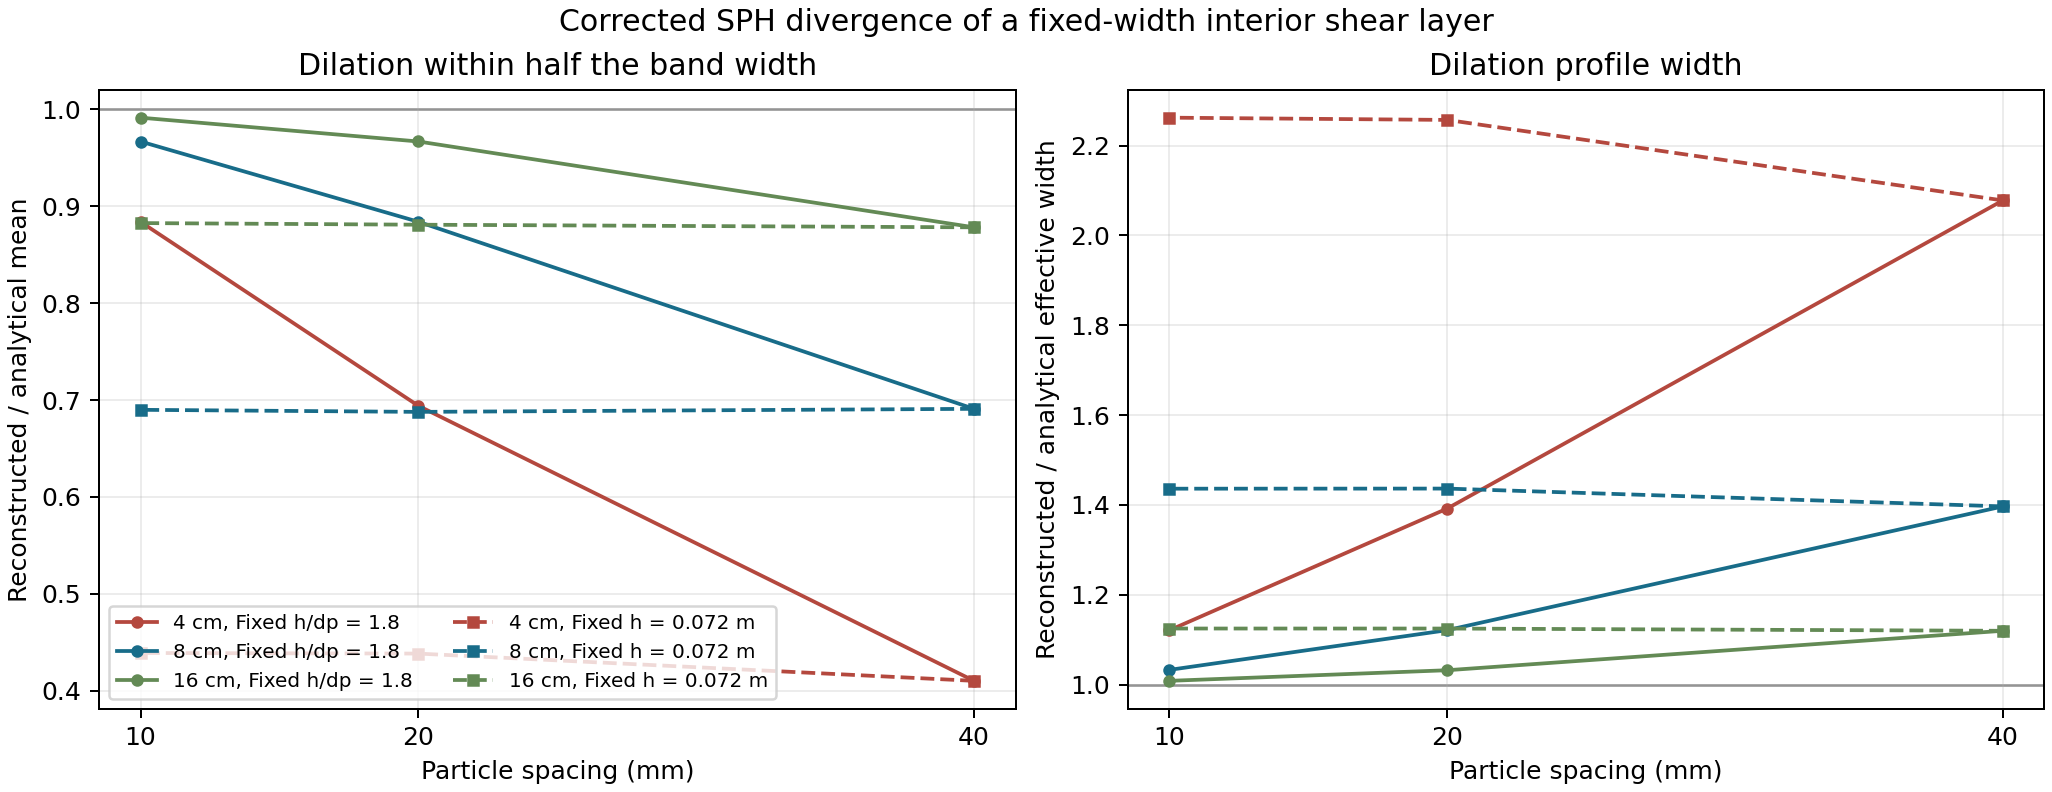 Corrected SPH divergence of a fixed-width interior shear layer
Dilation within half the band width
Reconstructed / analytical mean
1.0
0.9
0.8
0.7
0.6
0.5
0.4
4 cm, Fixed h/dp = 1.8
8 cm, Fixed h/dp = 1.8
16 cm, Fixed h/dp = 1.8
4 cm, Fixed h = 0.072 m
8 cm, Fixed h = 0.072 m
16 cm, Fixed h = 0.072 m
10 20 40
Particle spacing (mm)
Dilation profile width
Reconstructed / analytical effective width
2.2
2.0
1.8
1.6
1.4
1.2
1.0
10 20 40
Particle spacing (mm)